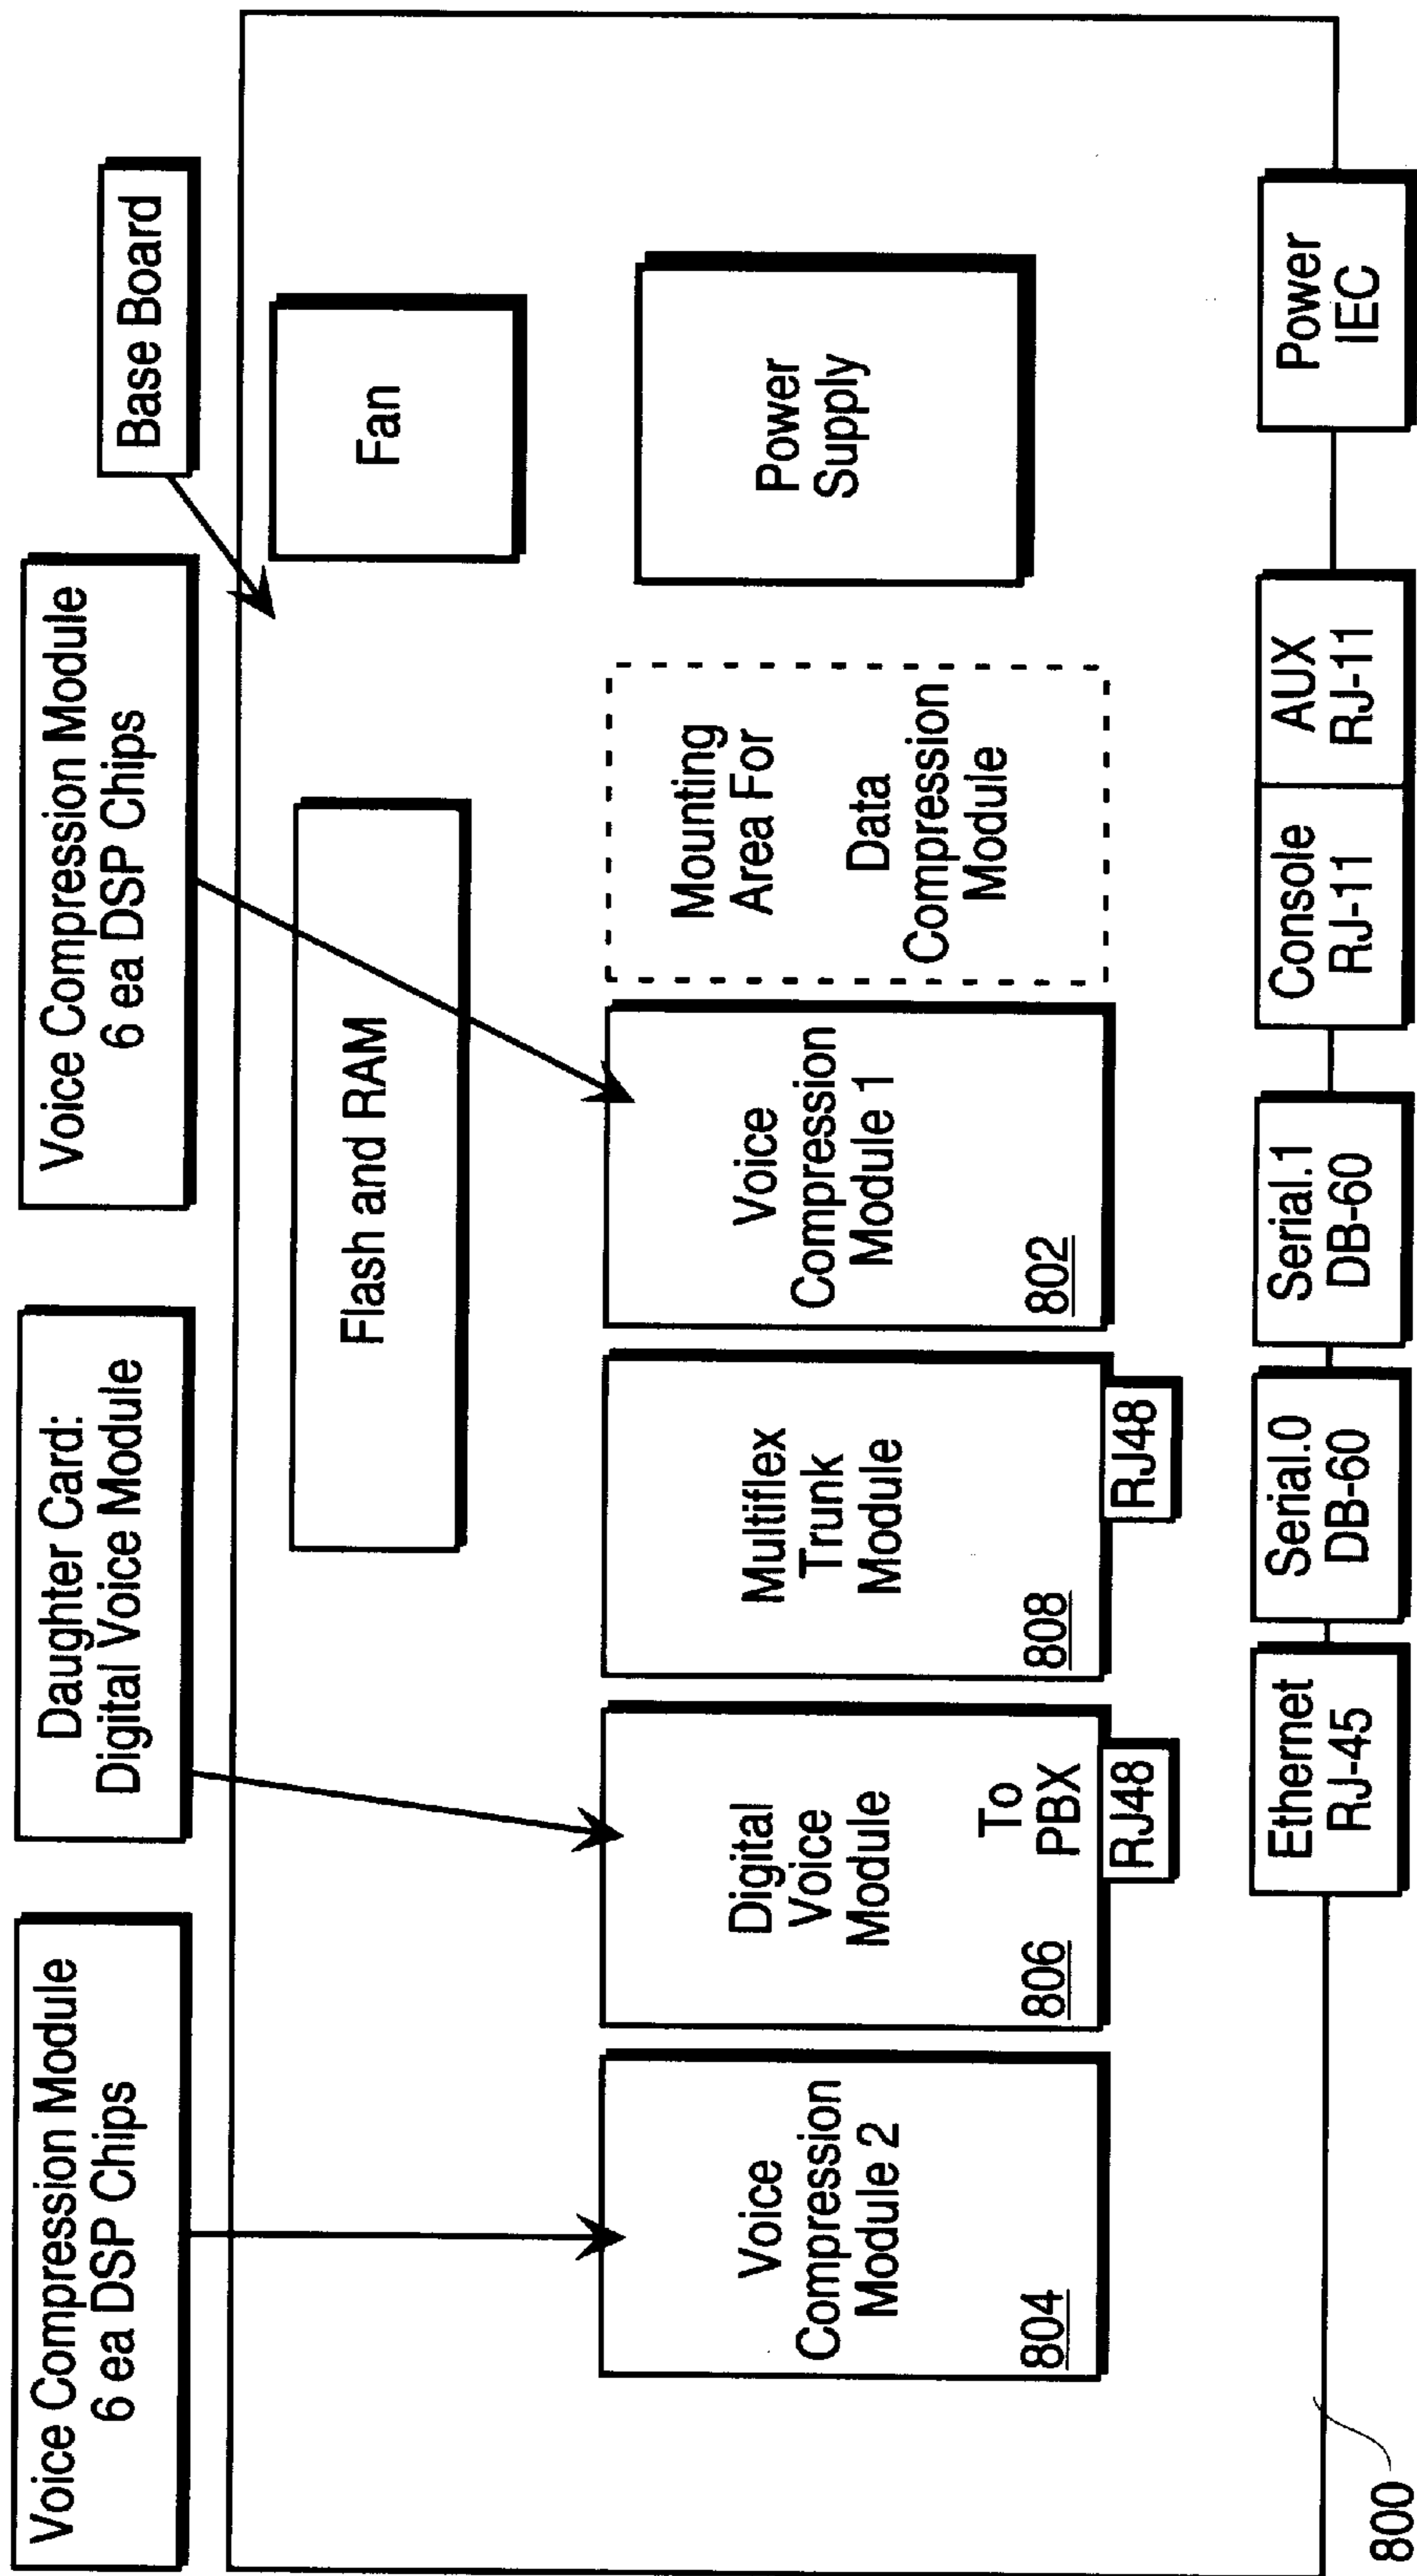 Voice Compression Module
6 ea DSP Chips
Daughter Card:
Digital Voice Module
Voice Compression Module
6 ea DSP Chips
Base Board
Flash and RAM
Fan
Voice
Compression
Module 2
804
Digital
Voice
Module
To
PBX
806
RJ48
Multiflex
Trunk
Module
808
RJ48
Voice
Compression
Module 1
802
Mounting
Area For
Data
Compression
Module
Power
Supply
Ethernet
RJ-45
Serial.0
DB-60
Serial.1
DB-60
Console
RJ-11
AUX
RJ-11
Power
IEC
800